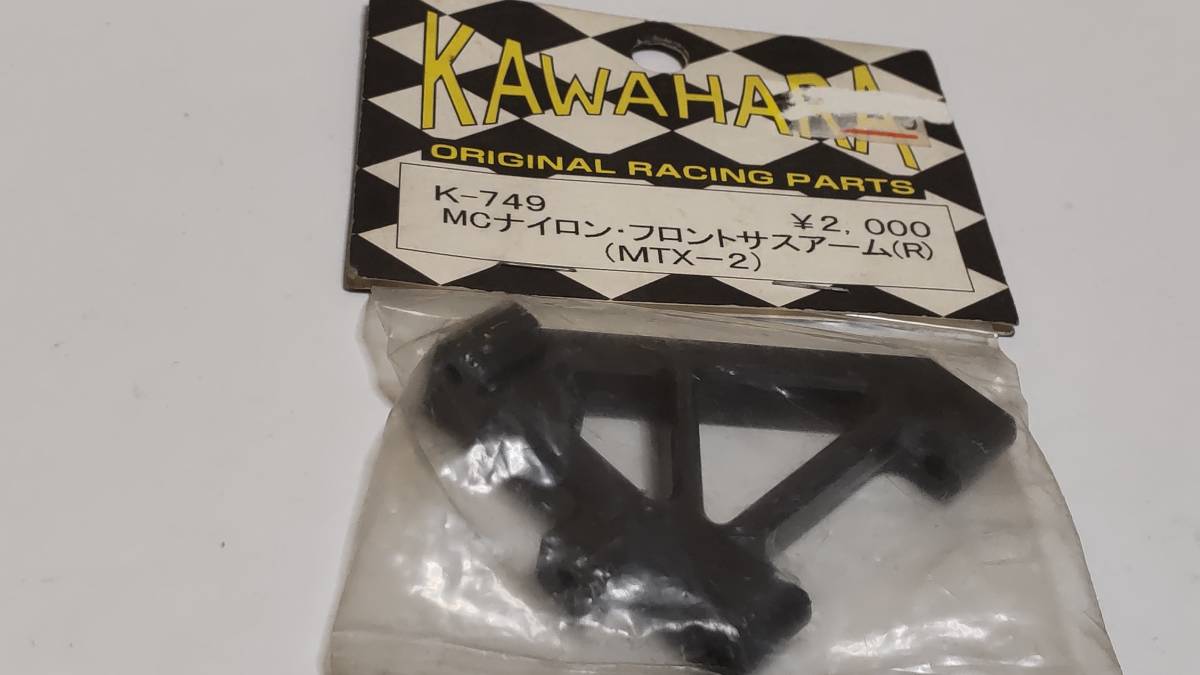 KAWAHARA
ORIGINAL RACING PARTS
K-749 ¥2,000
MCナイロン・フロントサスアーム(R)
(MTX-2)